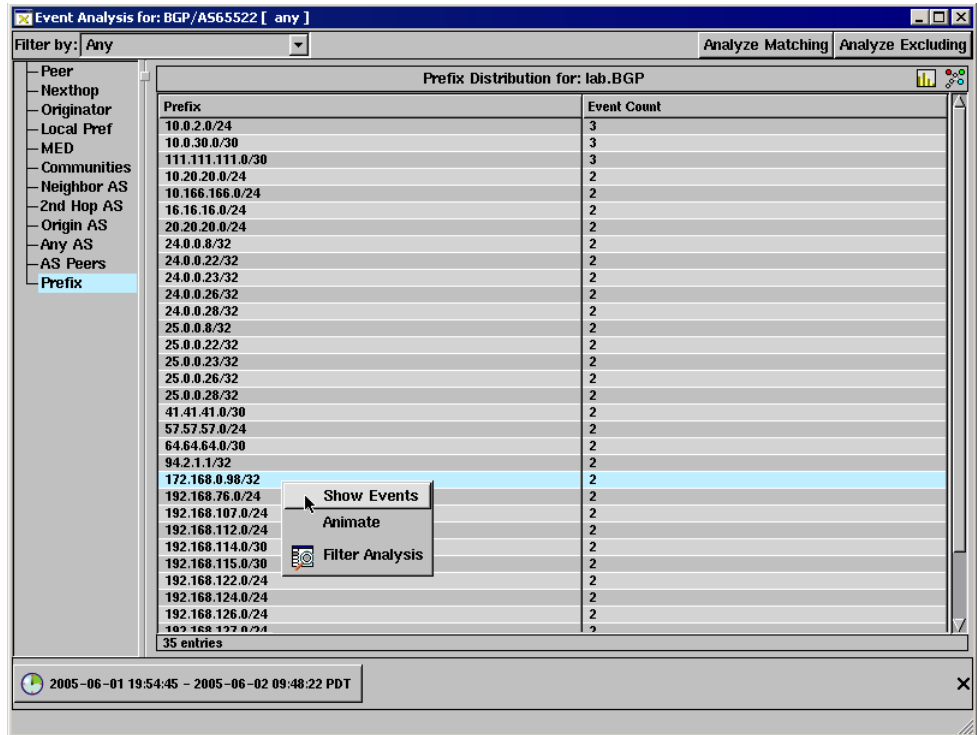 Event Analysis for: BGP/AS65522 [ any ]
Filter by: Any
Analyze Matching
Analyze Excluding
Peer
Nexthop
Originator
Local Pref
MED
Communities
Neighbor AS
2nd Hop AS
Origin AS
Any AS
AS Peers
Prefix
Prefix Distribution for: lab.BGP
Prefix Event Count
10.0.2.0/24 3
10.0.30.0/30 3
111.111.111.0/30 3
10.20.20.0/24 2
10.166.166.0/24 2
16.16.16.0/24 2
20.20.20.0/24 2
24.0.0.8/32 2
24.0.0.22/32 2
24.0.0.23/32 2
24.0.0.26/32 2
24.0.0.28/32 2
25.0.0.8/32 2
25.0.0.22/32 2
25.0.0.23/32 2
25.0.0.26/32 2
25.0.0.28/32 2
41.41.41.0/30 2
57.57.57.0/24 2
64.64.64.0/30 2
94.2.1.1/32 2
172.168.0.98/32 2
192.168.76.0/24 2
192.168.107.0/24 2
192.168.112.0/24 2
192.168.114.0/30 2
192.168.115.0/30 2
192.168.122.0/24 2
192.168.124.0/24 2
192.168.126.0/24 2
192.168.127.0/24 2
Show Events
Animate
Filter Analysis
35 entries
2005-06-01 19:54:45 - 2005-06-02 09:48:22 PDT